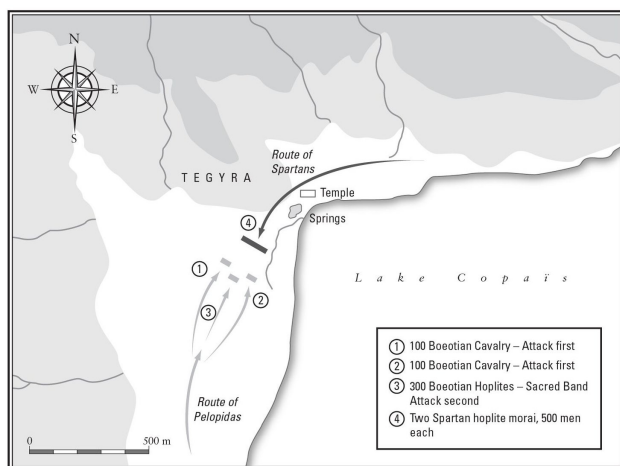 N
W
E
S
Route of
Spartans
TEGYRA
Temple
Springs
4
1
3
2
Lake Copaïs
Route of
Pelopidas
0 500 m
1 100 Boeotian Cavalry – Attack first
2 100 Boeotian Cavalry – Attack first
3 300 Boeotian Hoplites – Sacred Band
Attack second
4 Two Spartan hoplite morai, 500 men
each